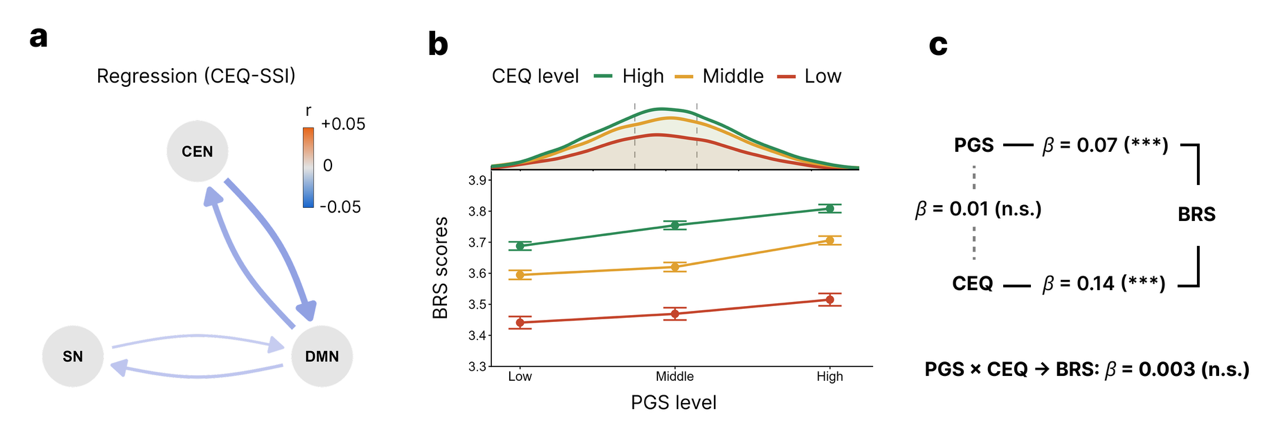 a
Regression (CEQ-SSI)
r
+0.05
0
-0.05
CEN
SN
DMN
b
CEQ level High Middle Low
BRS scores
3.9
3.8
3.7
3.6
3.5
3.4
3.3
Low Middle High
PGS level
c
PGS β = 0.07 (***)
β = 0.01 (n.s.)
BRS
CEQ β = 0.14 (***)
PGS × CEQ → BRS: β = 0.003 (n.s.)